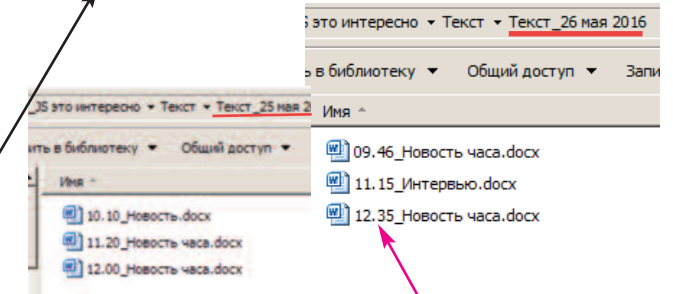 это интересно ▾ Текст ▾ Текст_26 мая 2016
в библиотеку ▾ Общий доступ ▾ Запи
Имя
09.46_Новость часа.docx
11.15_Интервью.docx
12.35_Новость часа.docx
_JS это интересно ▾ Текст ▾ Текст_25 мая 2
ить в библиотеку ▾ Общий доступ ▾
Имя
10.10_Новость.docx
11.20_Новость часа.docx
12.00_Новость часа.docx